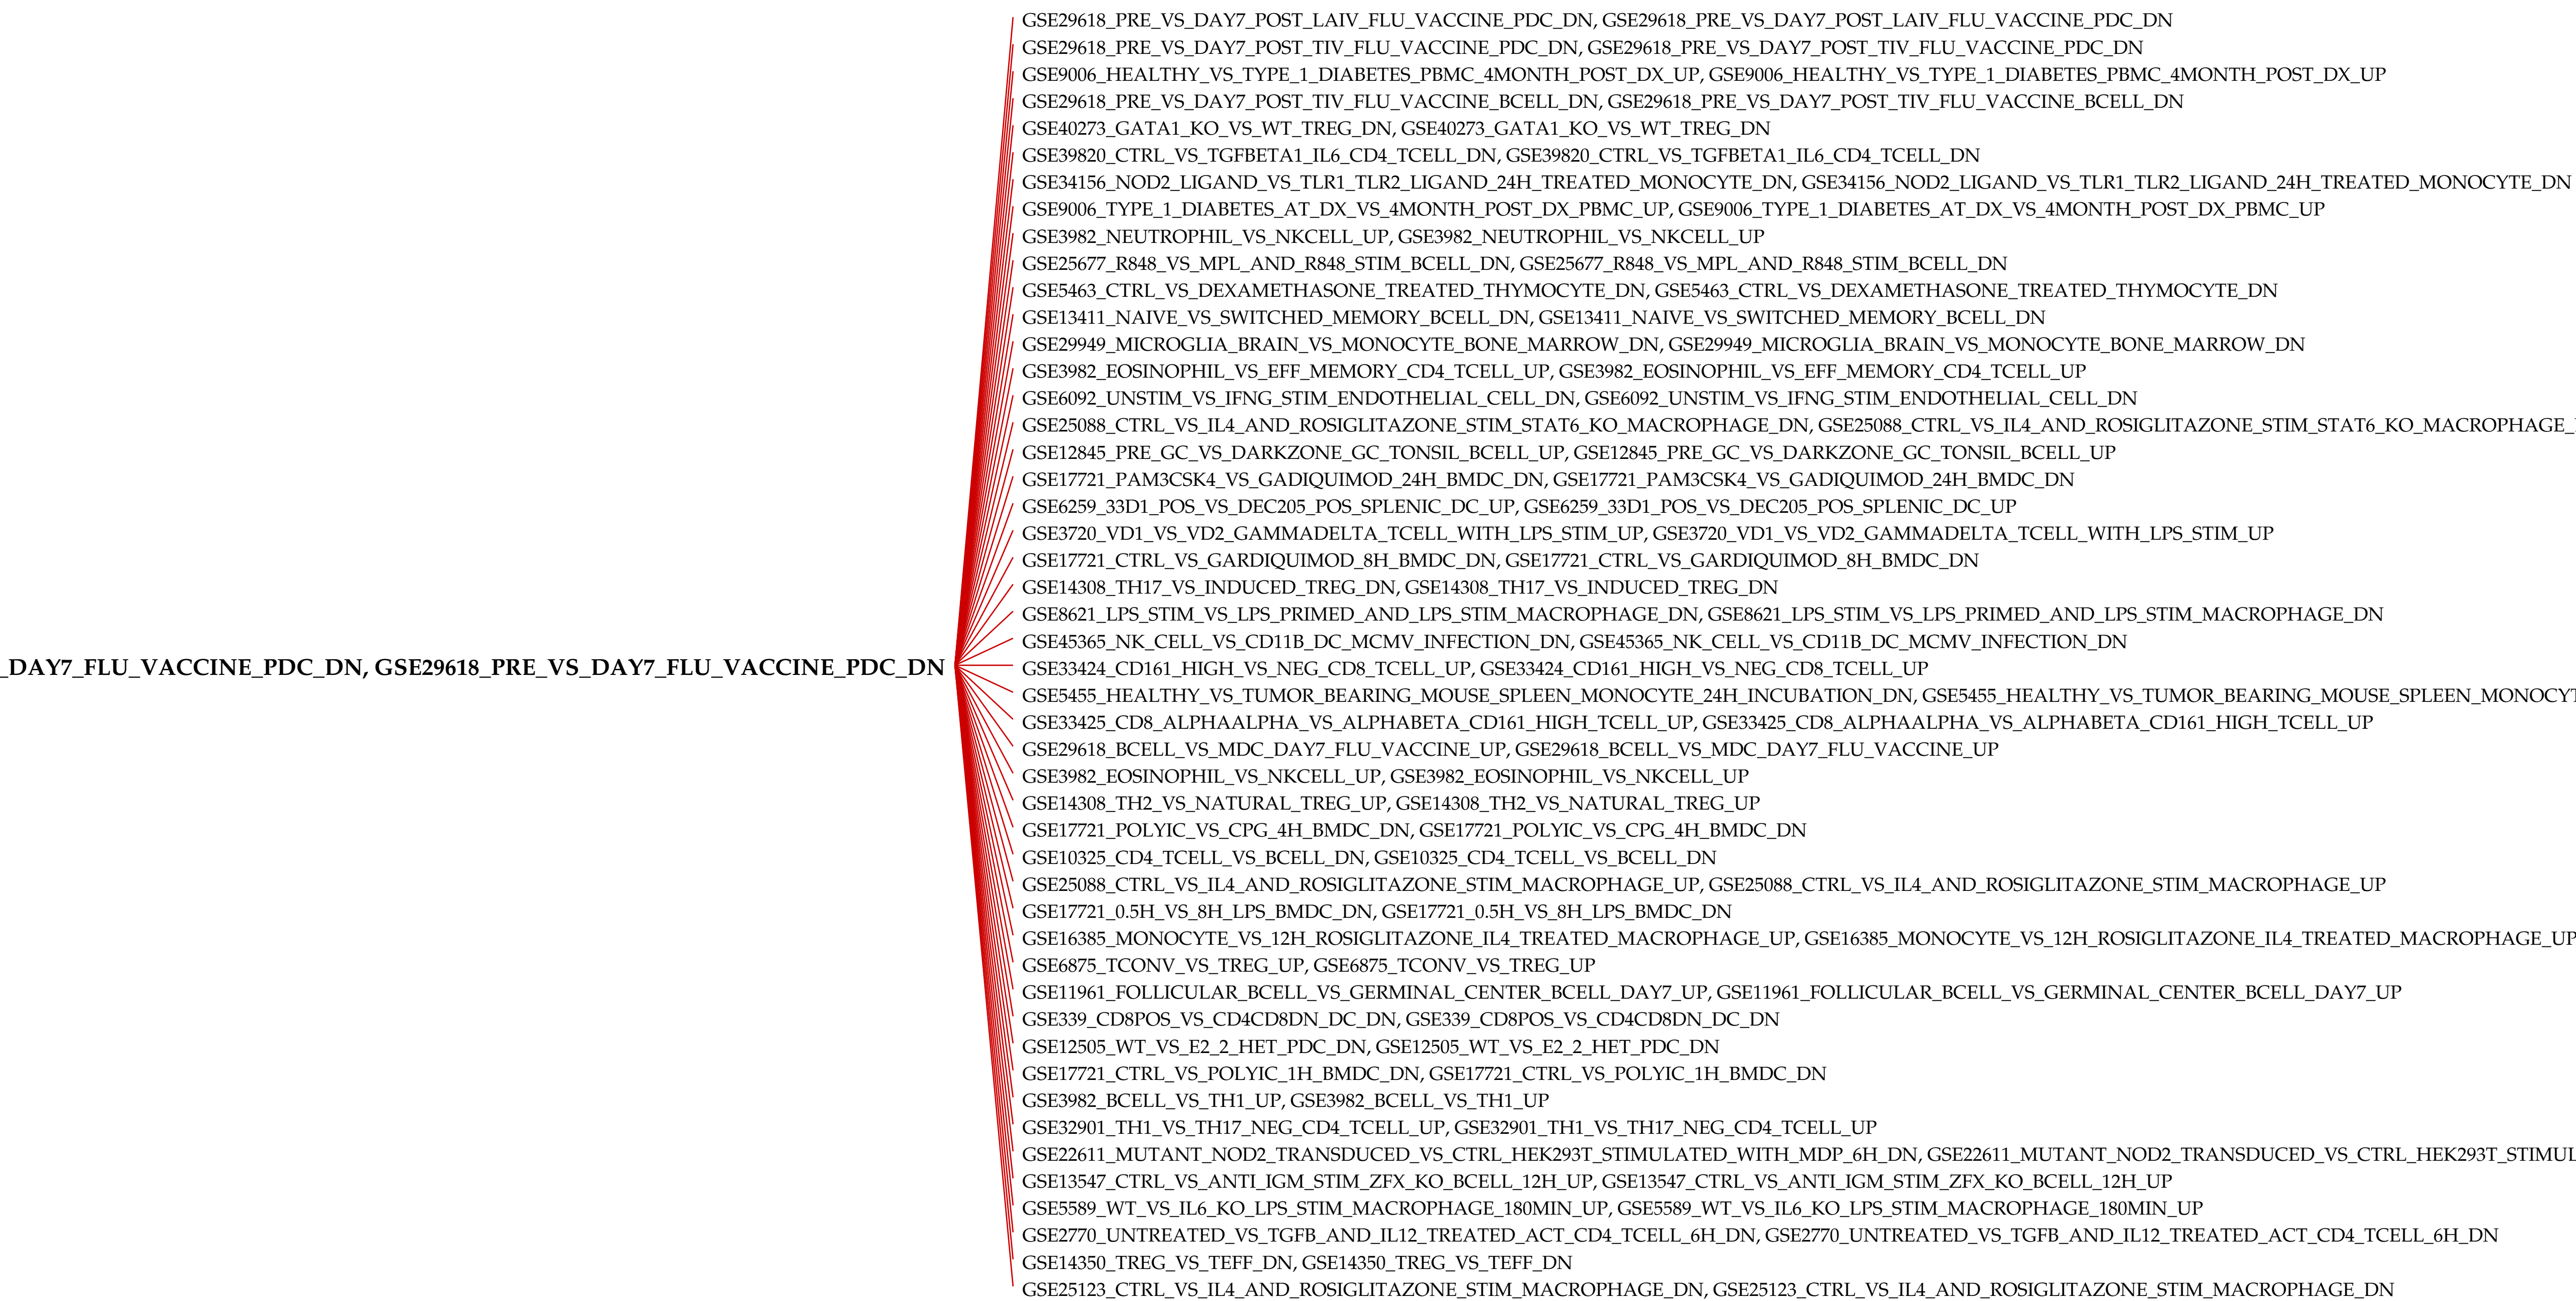 GSE29618_PRE_VS_DAY7_POST_LAIV_FLU_VACCINE_PDC_DN, GSE29618_PRE_VS_DAY7_POST_LAIV_FLU_VACCINE_PDC_DN
GSE29618_PRE_VS_DAY7_POST_TIV_FLU_VACCINE_PDC_DN, GSE29618_PRE_VS_DAY7_POST_TIV_FLU_VACCINE_PDC_DN
GSE9006_HEALTHY_VS_TYPE_1_DIABETES_PBMC_4MONTH_POST_DX_UP, GSE9006_HEALTHY_VS_TYPE_1_DIABETES_PBMC_4MONTH_POST_DX_UP
GSE29618_PRE_VS_DAY7_POST_TIV_FLU_VACCINE_BCELL_DN, GSE29618_PRE_VS_DAY7_POST_TIV_FLU_VACCINE_BCELL_DN
GSE40273_GATA1_KO_VS_WT_TREG_DN, GSE40273_GATA1_KO_VS_WT_TREG_DN
GSE39820_CTRL_VS_TGFBETA1_IL6_CD4_TCELL_DN, GSE39820_CTRL_VS_TGFBETA1_IL6_CD4_TCELL_DN
GSE34156_NOD2_LIGAND_VS_TLR1_TLR2_LIGAND_24H_TREATED_MONOCYTE_DN, GSE34156_NOD2_LIGAND_VS_TLR1_TLR2_LIGAND_24H_TREATED_MONOCYTE_DN
GSE9006_TYPE_1_DIABETES_AT_DX_VS_4MONTH_POST_DX_PBMC_UP, GSE9006_TYPE_1_DIABETES_AT_DX_VS_4MONTH_POST_DX_PBMC_UP
GSE3982_NEUTROPHIL_VS_NKCELL_UP, GSE3982_NEUTROPHIL_VS_NKCELL_UP
GSE25677_R848_VS_MPL_AND_R848_STIM_BCELL_DN, GSE25677_R848_VS_MPL_AND_R848_STIM_BCELL_DN
GSE5463_CTRL_VS_DEXAMETHASONE_TREATED_THYMOCYTE_DN, GSE5463_CTRL_VS_DEXAMETHASONE_TREATED_THYMOCYTE_DN
GSE13411_NAIVE_VS_SWITCHED_MEMORY_BCELL_DN, GSE13411_NAIVE_VS_SWITCHED_MEMORY_BCELL_DN
GSE29949_MICROGLIA_BRAIN_VS_MONOCYTE_BONE_MARROW_DN, GSE29949_MICROGLIA_BRAIN_VS_MONOCYTE_BONE_MARROW_DN
GSE3982_EOSINOPHIL_VS_EFF_MEMORY_CD4_TCELL_UP, GSE3982_EOSINOPHIL_VS_EFF_MEMORY_CD4_TCELL_UP
GSE6092_UNSTIM_VS_IFNG_STIM_ENDOTHELIAL_CELL_DN, GSE6092_UNSTIM_VS_IFNG_STIM_ENDOTHELIAL_CELL_DN
GSE25088_CTRL_VS_IL4_AND_ROSIGLITAZONE_STIM_STAT6_KO_MACROPHAGE_DN, GSE25088_CTRL_VS_IL4_AND_ROSIGLITAZONE_STIM_STAT6_KO_MACROPHAGE_
GSE12845_PRE_GC_VS_DARKZONE_GC_TONSIL_BCELL_UP, GSE12845_PRE_GC_VS_DARKZONE_GC_TONSIL_BCELL_UP
GSE17721_PAM3CSK4_VS_GADIQUIMOD_24H_BMDC_DN, GSE17721_PAM3CSK4_VS_GADIQUIMOD_24H_BMDC_DN
GSE6259_33D1_POS_VS_DEC205_POS_SPLENIC_DC_UP, GSE6259_33D1_POS_VS_DEC205_POS_SPLENIC_DC_UP
GSE3720_VD1_VS_VD2_GAMMADELTA_TCELL_WITH_LPS_STIM_UP, GSE3720_VD1_VS_VD2_GAMMADELTA_TCELL_WITH_LPS_STIM_UP
GSE17721_CTRL_VS_GARDIQUIMOD_8H_BMDC_DN, GSE17721_CTRL_VS_GARDIQUIMOD_8H_BMDC_DN
GSE14308_TH17_VS_INDUCED_TREG_DN, GSE14308_TH17_VS_INDUCED_TREG_DN
GSE8621_LPS_STIM_VS_LPS_PRIMED_AND_LPS_STIM_MACROPHAGE_DN, GSE8621_LPS_STIM_VS_LPS_PRIMED_AND_LPS_STIM_MACROPHAGE_DN
GSE45365_NK_CELL_VS_CD11B_DC_MCMV_INFECTION_DN, GSE45365_NK_CELL_VS_CD11B_DC_MCMV_INFECTION_DN
_DAY7_FLU_VACCINE_PDC_DN, GSE29618_PRE_VS_DAY7_FLU_VACCINE_PDC_DN
GSE33424_CD161_HIGH_VS_NEG_CD8_TCELL_UP, GSE33424_CD161_HIGH_VS_NEG_CD8_TCELL_UP
GSE5455_HEALTHY_VS_TUMOR_BEARING_MOUSE_SPLEEN_MONOCYTE_24H_INCUBATION_DN, GSE5455_HEALTHY_VS_TUMOR_BEARING_MOUSE_SPLEEN_MONOCYT
GSE33425_CD8_ALPHAALPHA_VS_ALPHABETA_CD161_HIGH_TCELL_UP, GSE33425_CD8_ALPHAALPHA_VS_ALPHABETA_CD161_HIGH_TCELL_UP
GSE29618_BCELL_VS_MDC_DAY7_FLU_VACCINE_UP, GSE29618_BCELL_VS_MDC_DAY7_FLU_VACCINE_UP
GSE3982_EOSINOPHIL_VS_NKCELL_UP, GSE3982_EOSINOPHIL_VS_NKCELL_UP
GSE14308_TH2_VS_NATURAL_TREG_UP, GSE14308_TH2_VS_NATURAL_TREG_UP
GSE17721_POLYIC_VS_CPG_4H_BMDC_DN, GSE17721_POLYIC_VS_CPG_4H_BMDC_DN
GSE10325_CD4_TCELL_VS_BCELL_DN, GSE10325_CD4_TCELL_VS_BCELL_DN
GSE25088_CTRL_VS_IL4_AND_ROSIGLITAZONE_STIM_MACROPHAGE_UP, GSE25088_CTRL_VS_IL4_AND_ROSIGLITAZONE_STIM_MACROPHAGE_UP
GSE17721_0.5H_VS_8H_LPS_BMDC_DN, GSE17721_0.5H_VS_8H_LPS_BMDC_DN
GSE16385_MONOCYTE_VS_12H_ROSIGLITAZONE_IL4_TREATED_MACROPHAGE_UP, GSE16385_MONOCYTE_VS_12H_ROSIGLITAZONE_IL4_TREATED_MACROPHAGE_UP
GSE6875_TCONV_VS_TREG_UP, GSE6875_TCONV_VS_TREG_UP
GSE11961_FOLLICULAR_BCELL_VS_GERMINAL_CENTER_BCELL_DAY7_UP, GSE11961_FOLLICULAR_BCELL_VS_GERMINAL_CENTER_BCELL_DAY7_UP
GSE339_CD8POS_VS_CD4CD8DN_DC_DN, GSE339_CD8POS_VS_CD4CD8DN_DC_DN
GSE12505_WT_VS_E2_2_HET_PDC_DN, GSE12505_WT_VS_E2_2_HET_PDC_DN
GSE17721_CTRL_VS_POLYIC_1H_BMDC_DN, GSE17721_CTRL_VS_POLYIC_1H_BMDC_DN
GSE3982_BCELL_VS_TH1_UP, GSE3982_BCELL_VS_TH1_UP
GSE32901_TH1_VS_TH17_NEG_CD4_TCELL_UP, GSE32901_TH1_VS_TH17_NEG_CD4_TCELL_UP
GSE22611_MUTANT_NOD2_TRANSDUCED_VS_CTRL_HEK293T_STIMULATED_WITH_MDP_6H_DN, GSE22611_MUTANT_NOD2_TRANSDUCED_VS_CTRL_HEK293T_STIMUL
GSE13547_CTRL_VS_ANTI_IGM_STIM_ZFX_KO_BCELL_12H_UP, GSE13547_CTRL_VS_ANTI_IGM_STIM_ZFX_KO_BCELL_12H_UP
GSE5589_WT_VS_IL6_KO_LPS_STIM_MACROPHAGE_180MIN_UP, GSE5589_WT_VS_IL6_KO_LPS_STIM_MACROPHAGE_180MIN_UP
GSE2770_UNTREATED_VS_TGFB_AND_IL12_TREATED_ACT_CD4_TCELL_6H_DN, GSE2770_UNTREATED_VS_TGFB_AND_IL12_TREATED_ACT_CD4_TCELL_6H_DN
GSE14350_TREG_VS_TEFF_DN, GSE14350_TREG_VS_TEFF_DN
GSE25123_CTRL_VS_IL4_AND_ROSIGLITAZONE_STIM_MACROPHAGE_DN, GSE25123_CTRL_VS_IL4_AND_ROSIGLITAZONE_STIM_MACROPHAGE_DN